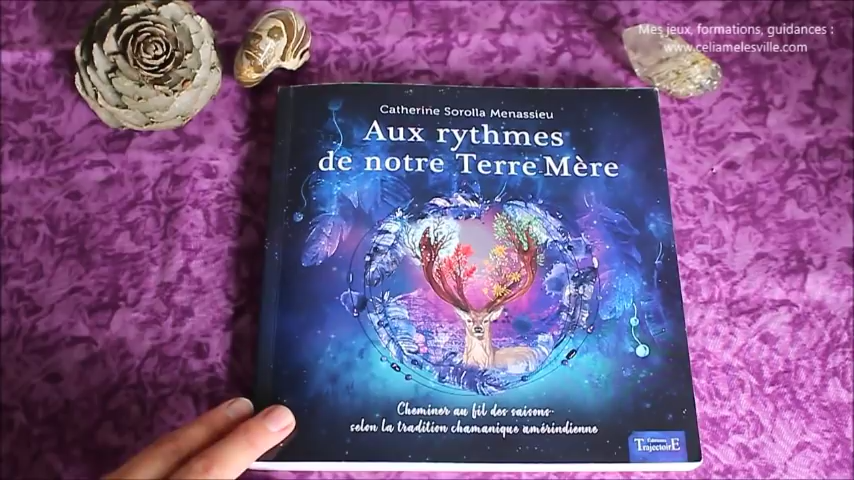 Mes jeux, formations, guidances :
www.celiamelesville.com
Catherine Sorolla Menassieu
Aux rythmes
de notre Terre Mère
Cheminer au fil des saisons
selon la tradition chamanique amérindienne
Éditions
TrajectoirE